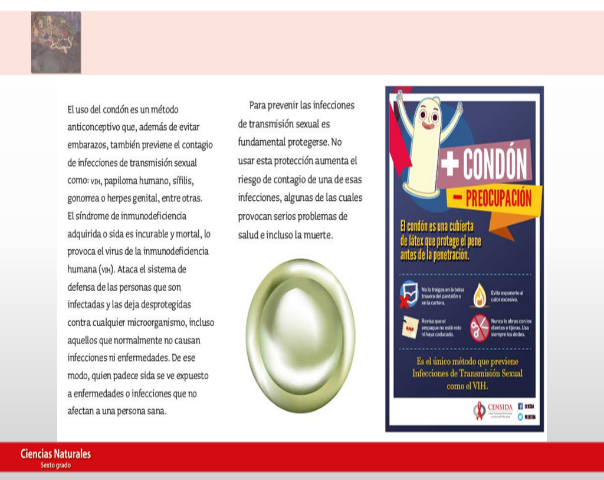 El uso del condón es un método
anticonceptivo que, además de evitar
embarazos, también previene el contagio
de infecciones de transmisión sexual
como: VIH, papiloma humano, sífilis,
gonorrea o herpes genital, entre otras.
El síndrome de inmunodeficiencia
adquirida o sida es incurable y mortal, lo
provoca el virus de la inmunodeficiencia
humana (VIH). Ataca el sistema de
defensa de las personas que son
infectadas y las deja desprotegidas
contra cualquier microorganismo, incluso
aquellos que normalmente no causan
infecciones ni enfermedades. De ese
modo, quien padece sida se ve expuesto
a enfermedades o infecciones que no
afectan a una persona sana.
Para prevenir las infecciones
de transmisión sexual es
fundamental protegerse. No
usar esta protección aumenta el
riesgo de contagio de una de esas
infecciones, algunas de las cuales
provocan serios problemas de
salud e incluso la muerte.
+ CONDÓN
- PREOCUPACIÓN
El condón es una cubierta
de látex que protege el pene
antes de la penetración.
No lo traigas en la bolsa
trasera del pantalón o
en la cartera.
Evita exponerlo al
calor excesivo.
Revisa que el
empaque no esté roto
ni haya caducado.
Nunca lo abras con los
dientes o tijeras. Usa
siempre los dedos.
Es el único método que previene
Infecciones de Transmisión Sexual
como el VIH.
CENSIDA
Ciencias Naturales
Sexto grado